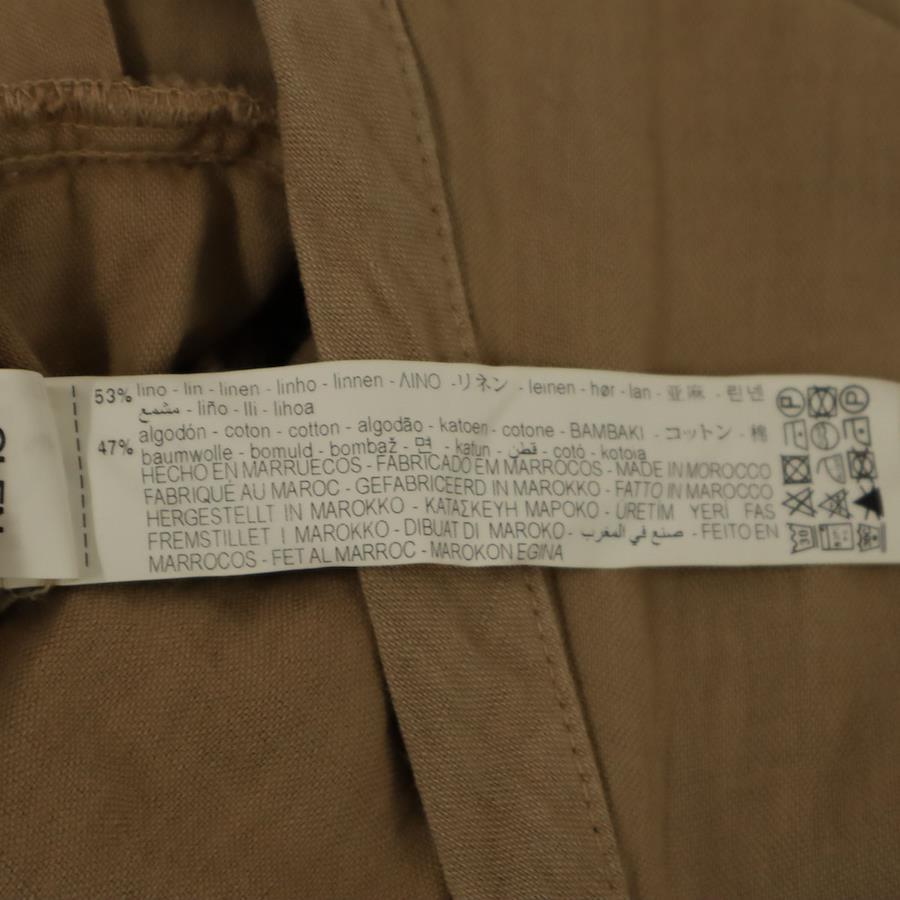 53% lino - lin - linen - linho - linnen - ΛΙΝΟ - リネン - leinen - hør - lan - 亚麻 - 린넨
مشمع - liño - lli - lihoa
47% algodón - coton - cotton - algodão - katoen - cotone - BAMBAKI - コットン - 棉
baumwolle - bomuld - bombaž - 면 - katun - قطن - cotó - kotoia
HECHO EN MARRUECOS - FABRICADO EM MARROCOS - MADE IN MOROCCO
FABRIQUÉ AU MAROC - GEFABRICEERD IN MAROKKO - FATTO IN MAROCCO
HERGESTELLT IN MAROKKO - ΚΑΤΑΣΚΕΥΗ ΜΑΡΟΚΟ - ÜRETİM YERİ FAS
FREMSTILLET I MAROKKO - DIBUAT DI MAROKO - صنع في المغرب - FEITO EN
MARROCOS - FET AL MARROC - MAROKON EGINA